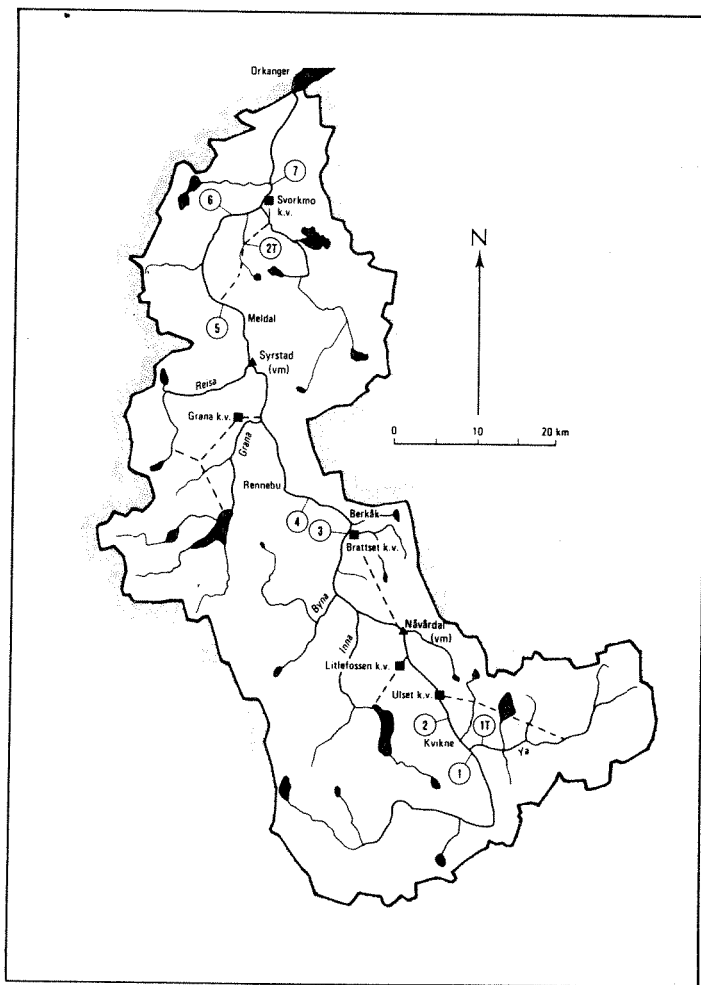 Orkanger
7
6
Svorkmo
k.v.
N
2T
5
Meldal
Syrstad
(vm)
Reisa
Grana k.v.
0 20 km
Grana
Rennebu
Berkåk
4
3
Brattset k.v.
Byna
Nåvårdal
(vm)
Inna
Litlefossen k.v.
Ulset k.v.
2
1T
Kvikne
Ya
1